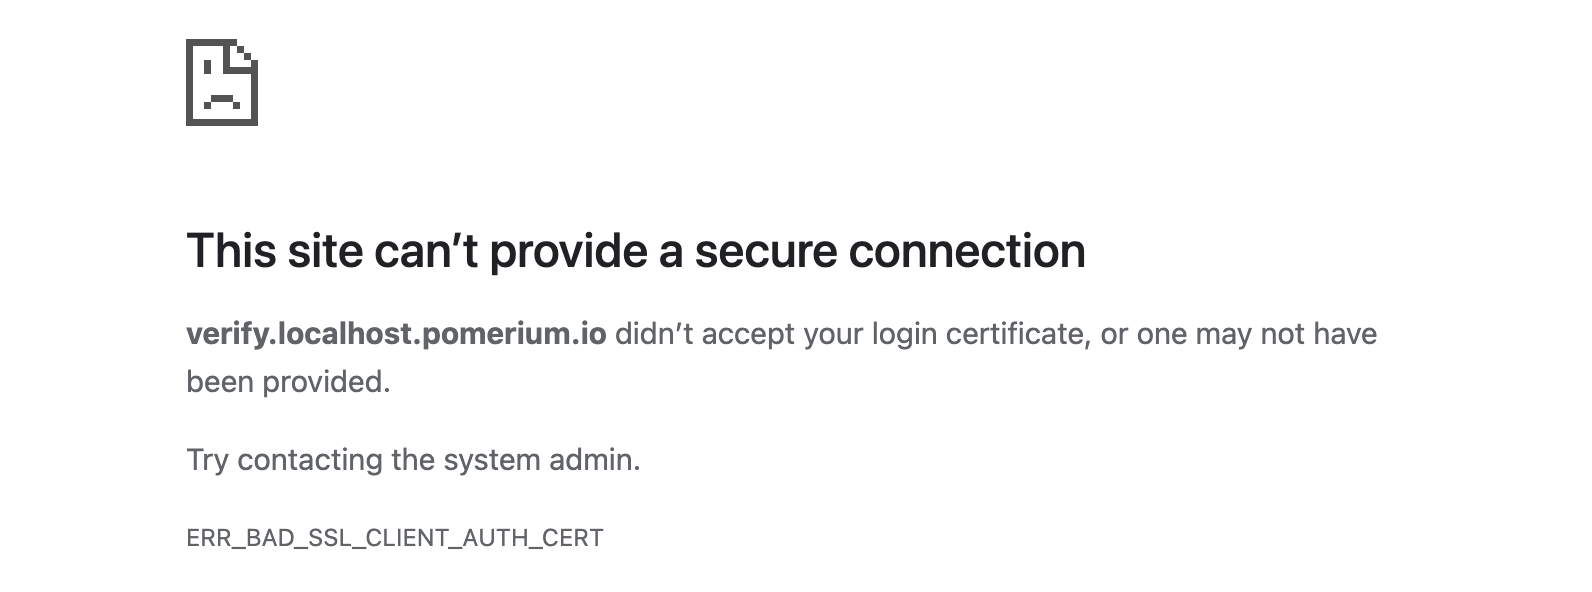 This site can’t provide a secure connection
verify.localhost.pomerium.io didn’t accept your login certificate, or one may not have
been provided.
Try contacting the system admin.
ERR_BAD_SSL_CLIENT_AUTH_CERT